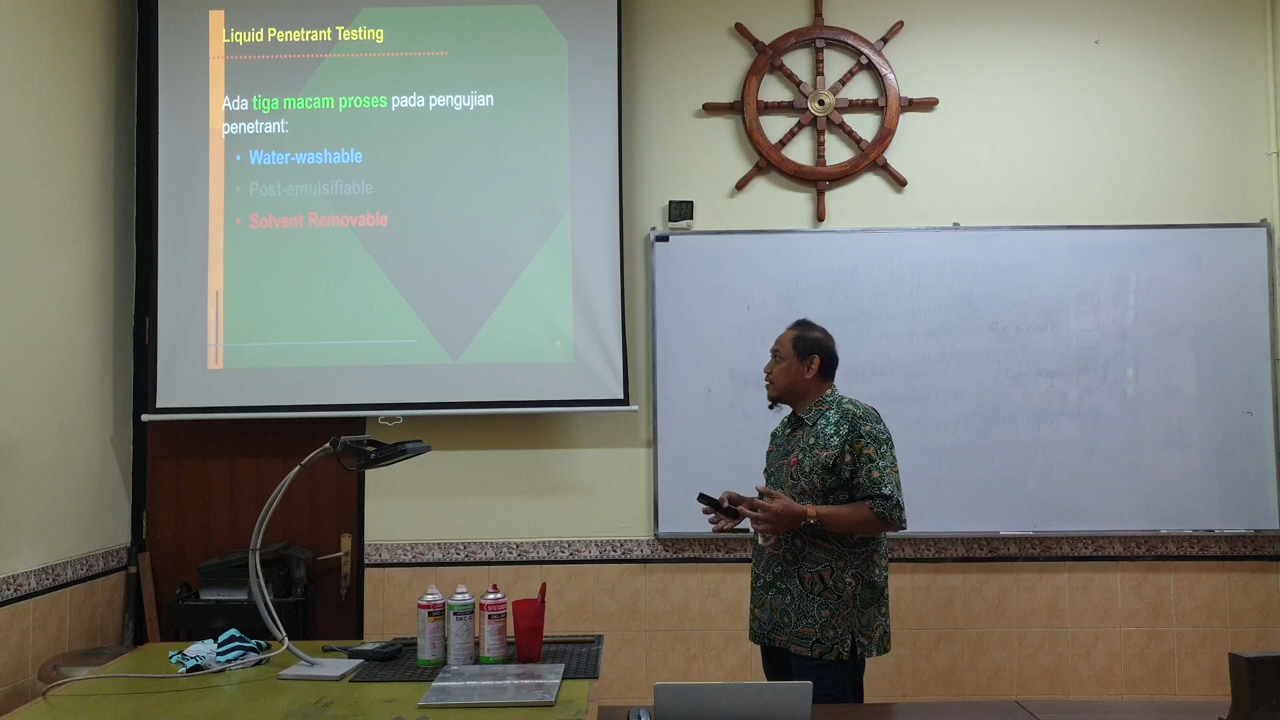 Liquid Penetrant Testing
Ada tiga macam proses pada pengujian
penetrant:
• Water-washable
• Post-emulsifiable
• Solvent Removable